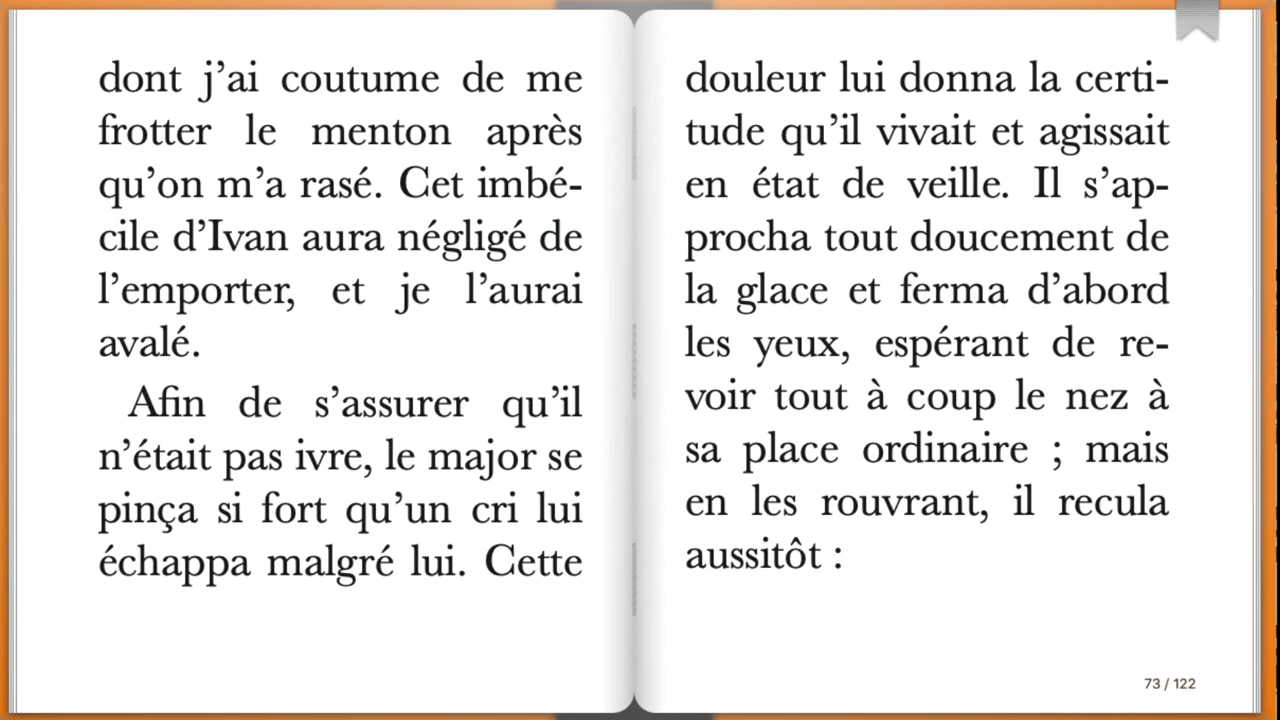 dont j’ai coutume de me
frotter le menton après
qu’on m’a rasé. Cet imbé-
cile d’Ivan aura négligé de
l’emporter, et je l’aurai
avalé.
Afin de s’assurer qu’il
n’était pas ivre, le major se
pinça si fort qu’un cri lui
échappa malgré lui. Cette
douleur lui donna la certi-
tude qu’il vivait et agissait
en état de veille. Il s’ap-
procha tout doucement de
la glace et ferma d’abord
les yeux, espérant de re-
voir tout à coup le nez à
sa place ordinaire ; mais
en les rouvrant, il recula
aussitôt :
73 / 122